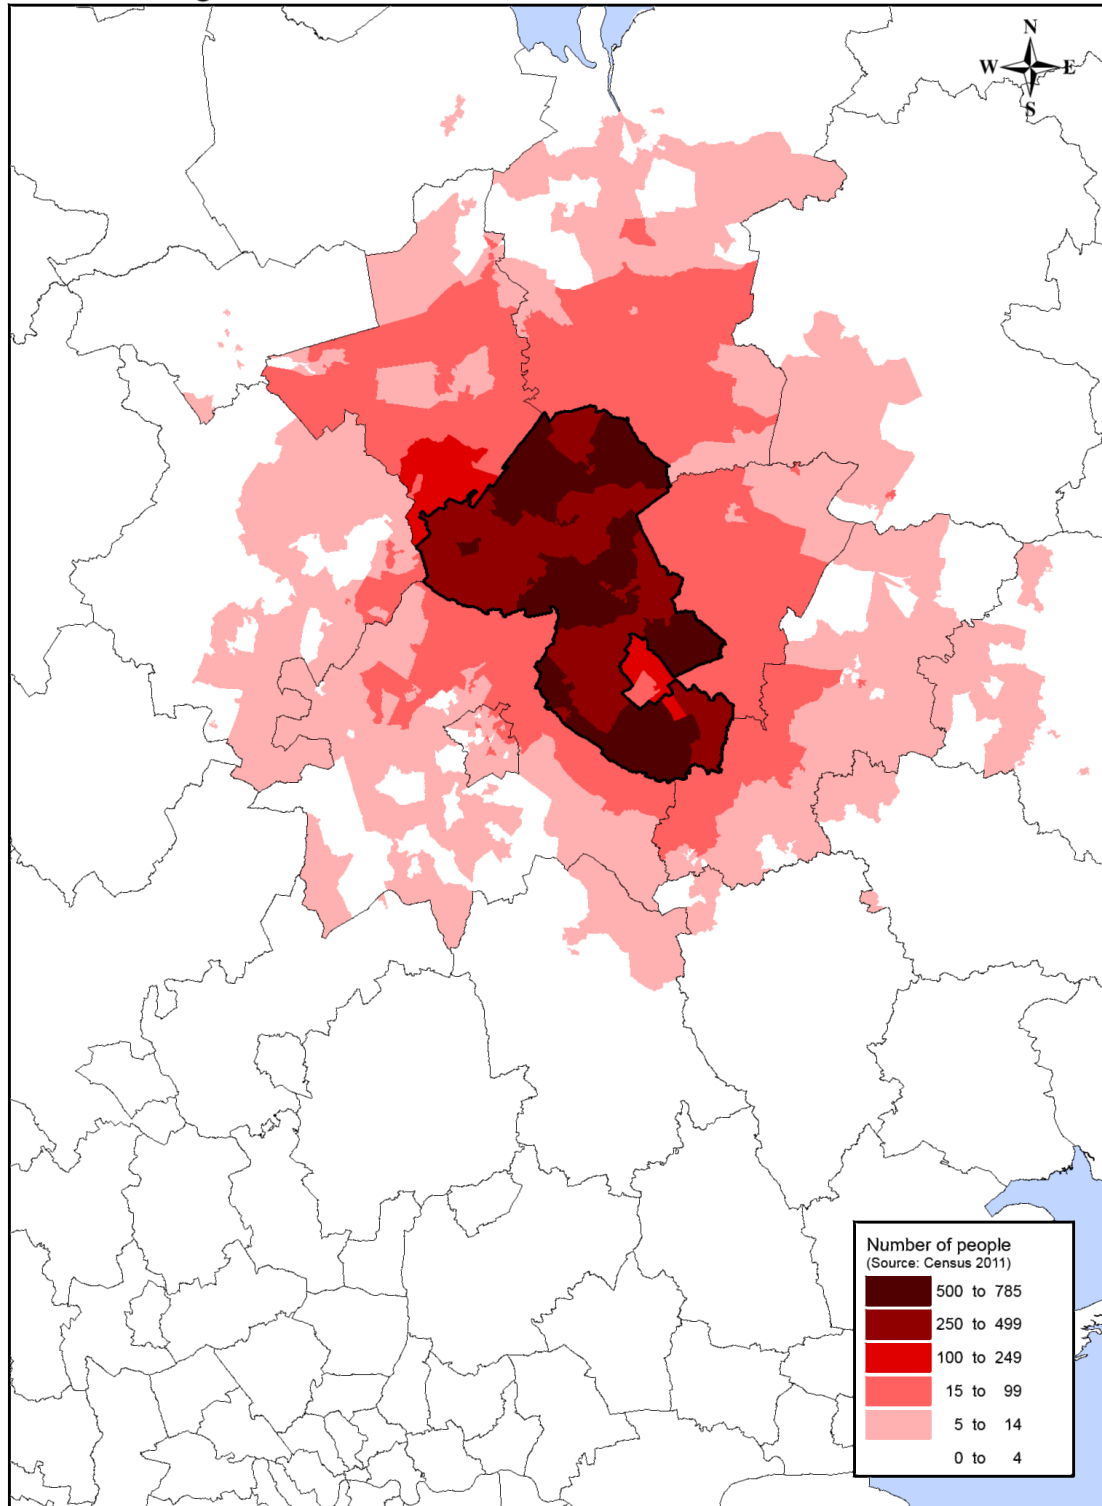 N
W E
S
Number of people
(Source: Census 2011)
500 to 785
250 to 499
100 to 249
15 to 99
5 to 14
0 to 4